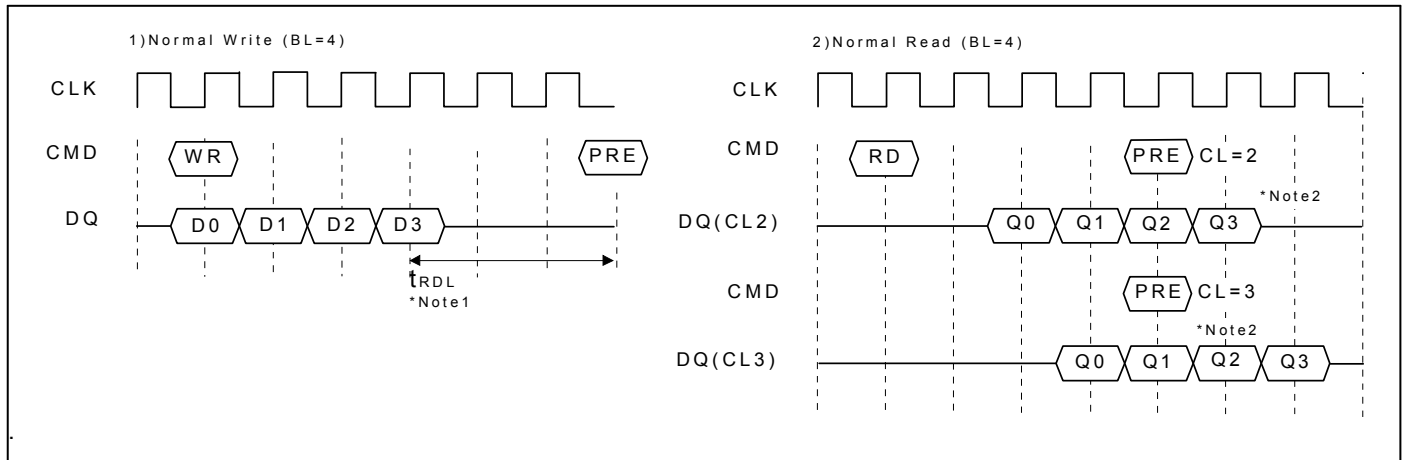 1)Normal Write (BL=4)
CLK
CMD WR PRE
DQ D0 D1 D2 D3
tRDL
*Note1
2)Normal Read (BL=4)
CLK
CMD RD PRE CL=2
*Note2
DQ(CL2) Q0 Q1 Q2 Q3
CMD PRE CL=3
*Note2
DQ(CL3) Q0 Q1 Q2 Q3
.